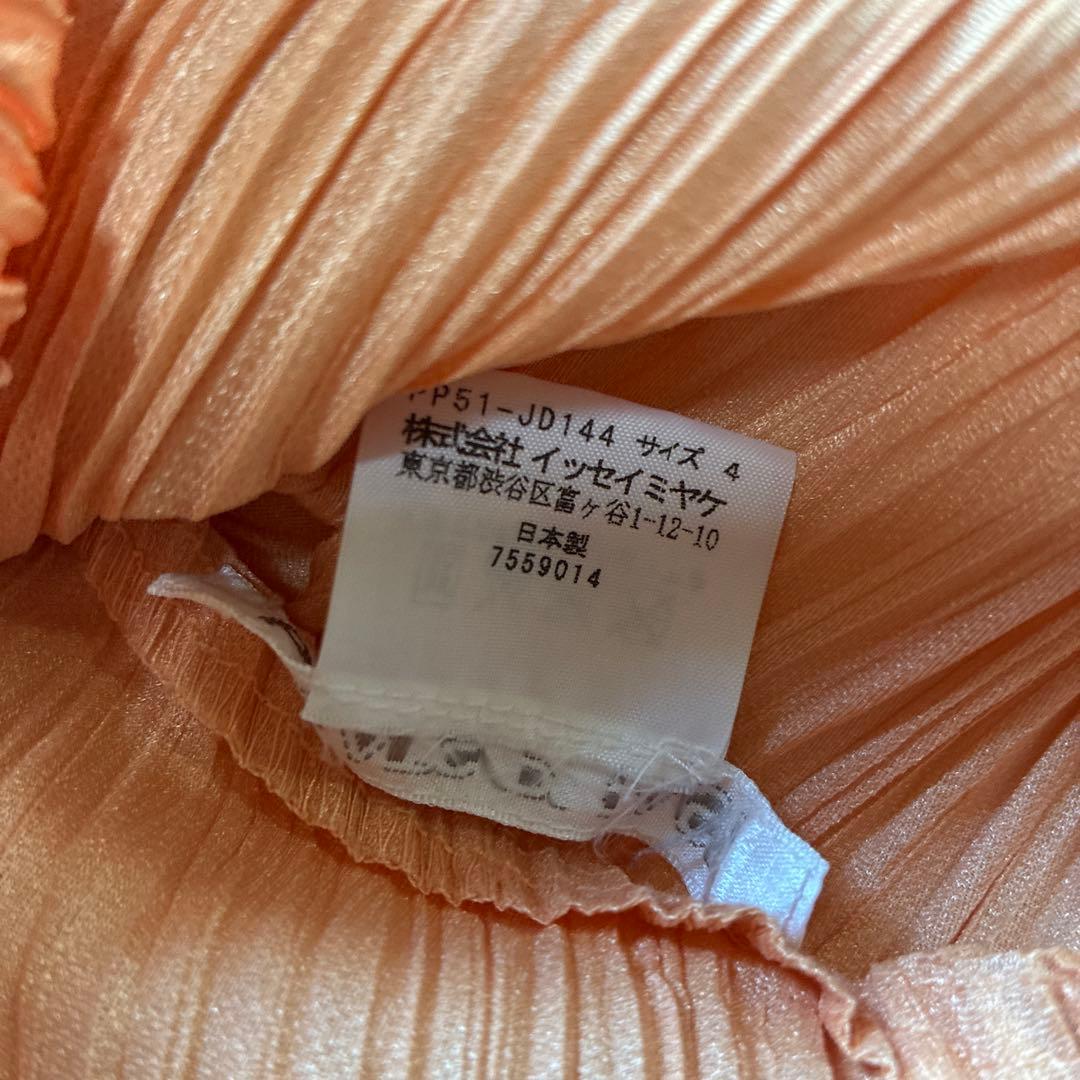 PP51-JD144 サイズ 4
株式会社 イッセイミヤケ
東京都渋谷区富ヶ谷1-12-10
日本製
7559014